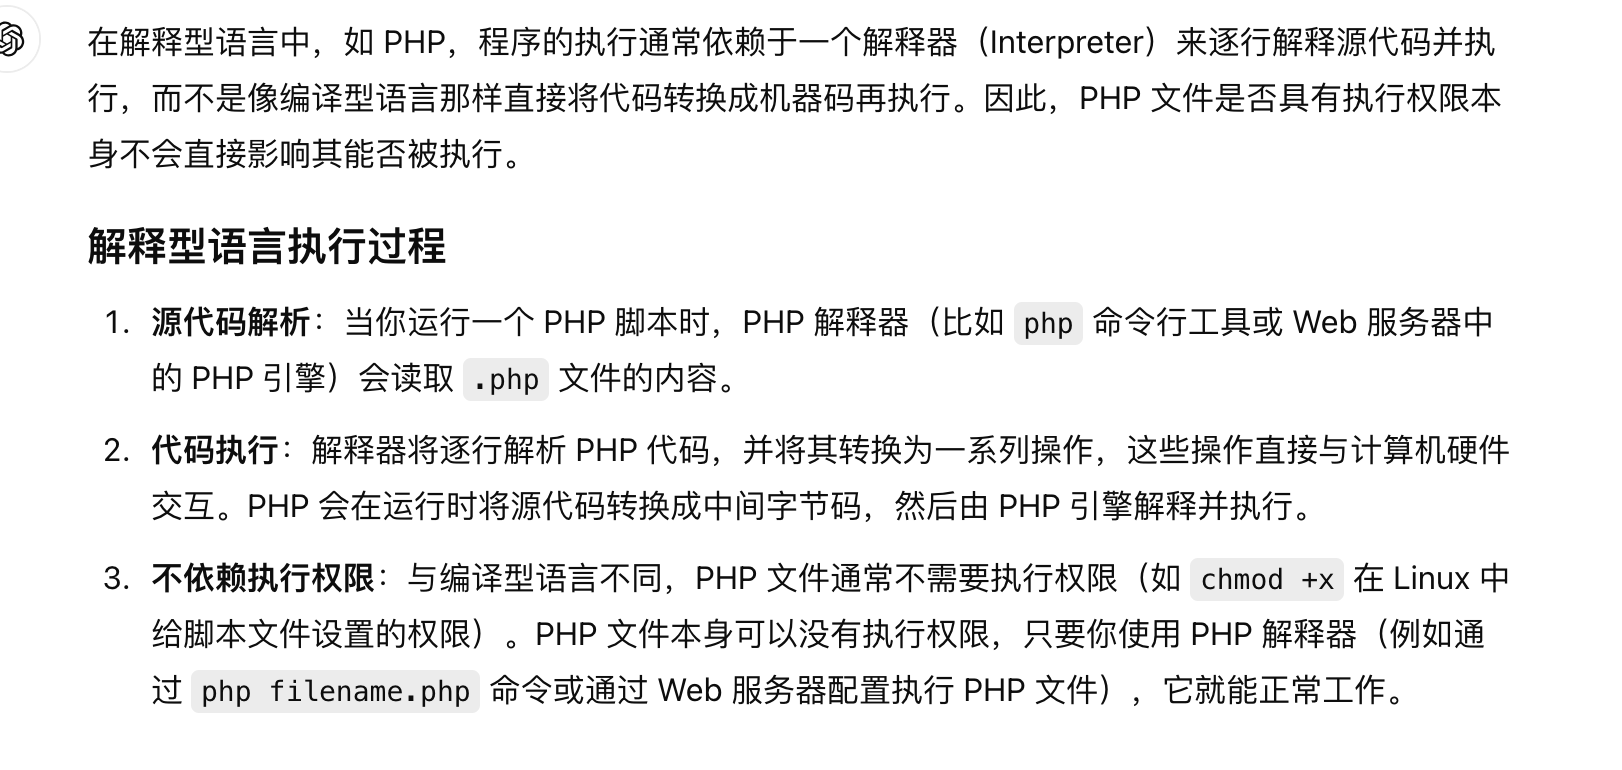 在解释型语言中，如 PHP，程序的执行通常依赖于一个解释器（Interpreter）来逐行解释源代码并执
行，而不是像编译型语言那样直接将代码转换成机器码再执行。因此，PHP 文件是否具有执行权限本
身不会直接影响其能否被执行。
解释型语言执行过程
1. 源代码解析：当你运行一个 PHP 脚本时，PHP 解释器（比如 php 命令行工具或 Web 服务器中
的 PHP 引擎）会读取 .php 文件的内容。
2. 代码执行：解释器将逐行解析 PHP 代码，并将其转换为一系列操作，这些操作直接与计算机硬件
交互。PHP 会在运行时将源代码转换成中间字节码，然后由 PHP 引擎解释并执行。
3. 不依赖执行权限：与编译型语言不同，PHP 文件通常不需要执行权限（如 chmod +x 在 Linux 中
给脚本文件设置的权限）。PHP 文件本身可以没有执行权限，只要你使用 PHP 解释器（例如通
过 php filename.php 命令或通过 Web 服务器配置执行 PHP 文件），它就能正常工作。